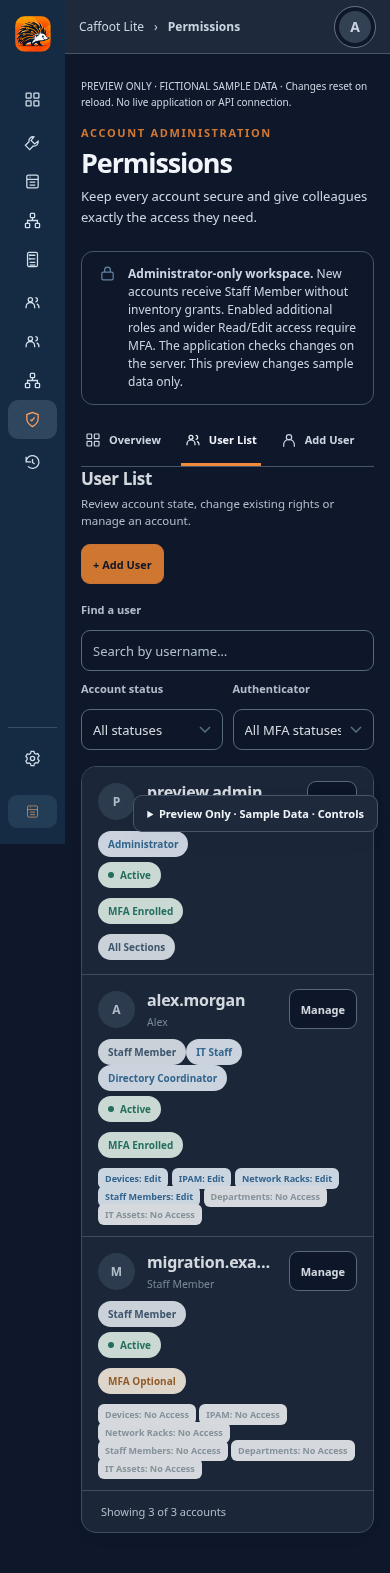 Caffoot Lite › Permissions
A
PREVIEW ONLY · FICTIONAL SAMPLE DATA · Changes reset on
reload. No live application or API connection.
ACCOUNT ADMINISTRATION
Permissions
Keep every account secure and give colleagues
exactly the access they need.
Administrator-only workspace. New
accounts receive Staff Member without
inventory grants. Enabled additional
roles and wider Read/Edit access require
MFA. The application checks changes on
the server. This preview changes sample
data only.
Overview User List Add User
User List
Review account state, change existing rights or
manage an account.
+ Add User
Find a user
Search by username...
Account status Authenticator
All statuses All MFA statuses
P preview.admin
▶ Preview Only · Sample Data · Controls
Administrator
Active
MFA Enrolled
All Sections
A alex.morgan Manage
Alex
Staff Member IT Staff
Directory Coordinator
Active
MFA Enrolled
Devices: Edit IPAM: Edit Network Racks: Edit
Staff Members: Edit Departments: No Access
IT Assets: No Access
M migration.exa... Manage
Staff Member
Staff Member
Active
MFA Optional
Devices: No Access IPAM: No Access
Network Racks: No Access
Staff Members: No Access Departments: No Access
IT Assets: No Access
Showing 3 of 3 accounts